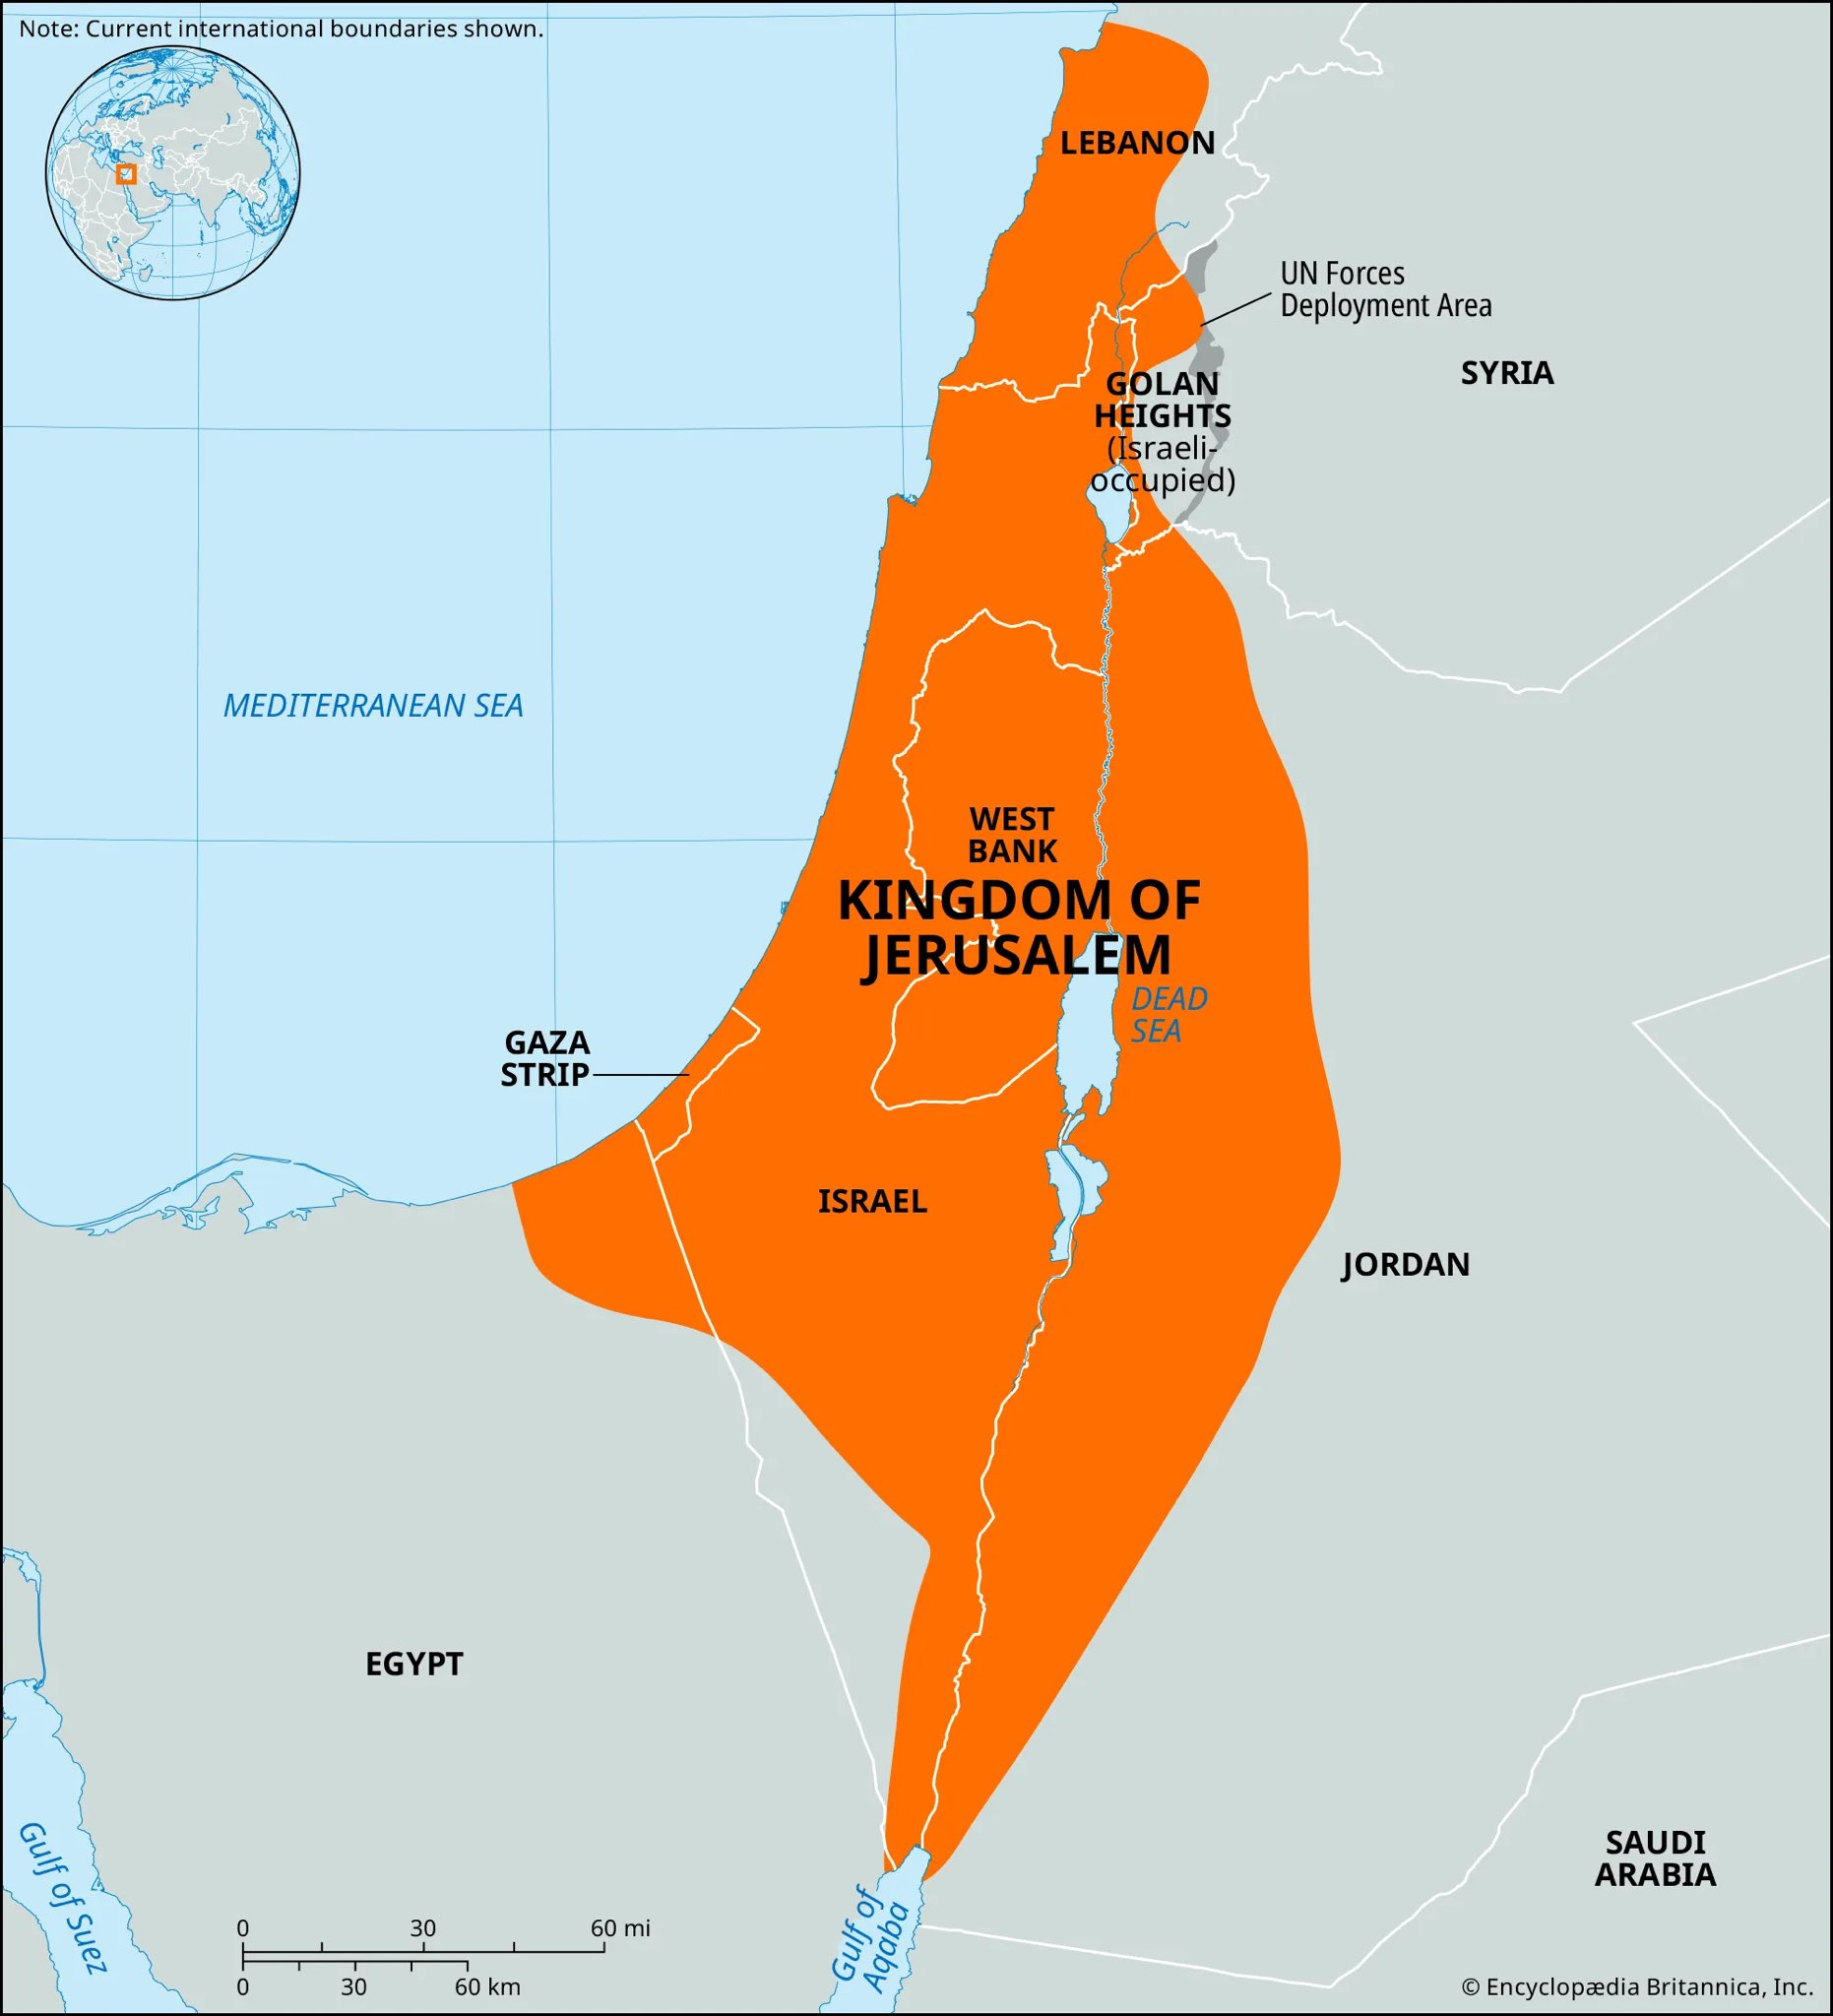 Note: Current international boundaries shown.
LEBANON
UN Forces
Deployment Area
SYRIA
GOLAN
HEIGHTS
(Israeli-
occupied)
MEDITERRANEAN SEA
WEST
BANK
KINGDOM OF
JERUSALEM
DEAD
SEA
GAZA
STRIP
ISRAEL
JORDAN
EGYPT
SAUDI
ARABIA
Gulf of Suez
Gulf of
Aqaba
0 30 60 mi
0 30 60 km
© Encyclopædia Britannica, Inc.